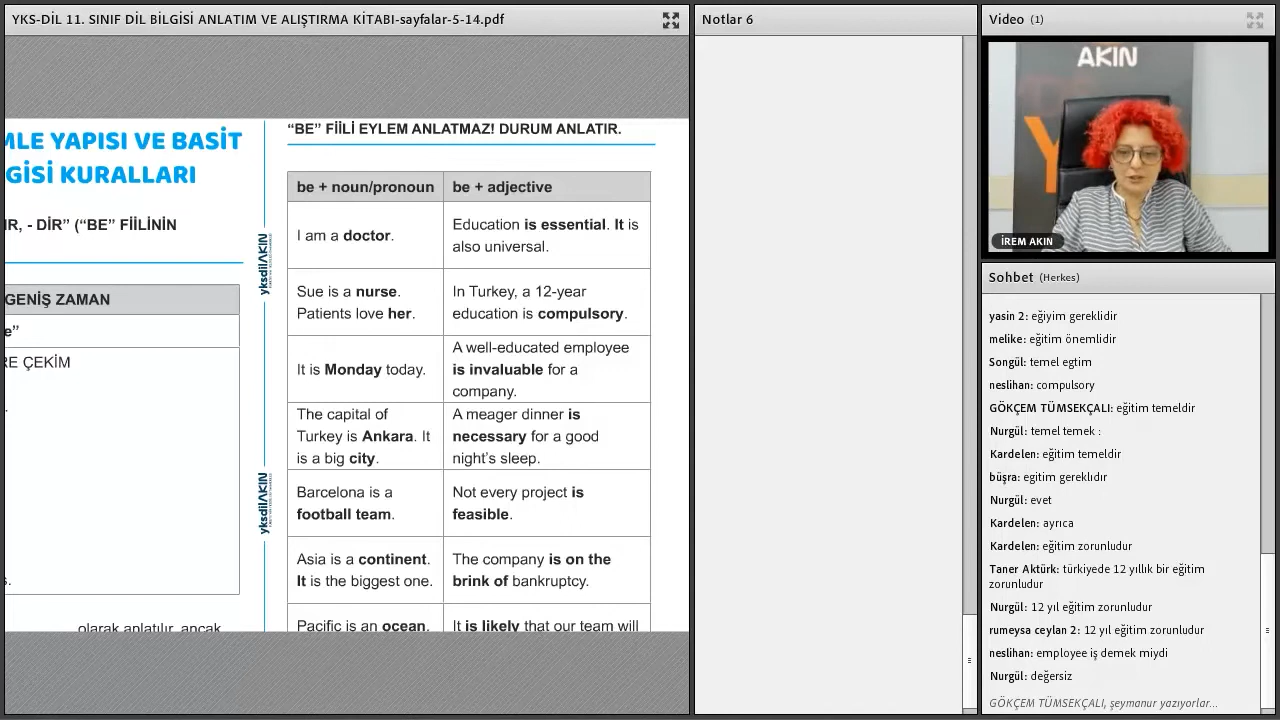 YKS-DİL 11. SINIF DİL BİLGİSİ ANLATIM VE ALIŞTIRMA KİTABI-sayfalar-5-14.pdf
MLE YAPISI VE BASİT
GİSİ KURALLARI
IR, - DİR” (“BE” FİİLİNİN
GENİŞ ZAMAN
e”
RE ÇEKİM
.
s.
olarak anlatılır, ancak
yksdilAKIN
yksdilAKIN
“BE” FİİLİ EYLEM ANLATMAZ! DURUM ANLATIR.
be + noun/pronoun
be + adjective
I am a doctor.
Education is essential. It is
also universal.
Sue is a nurse.
Patients love her.
In Turkey, a 12-year
education is compulsory.
It is Monday today.
A well-educated employee
is invaluable for a
company.
The capital of
Turkey is Ankara. It
is a big city.
A meager dinner is
necessary for a good
night’s sleep.
Barcelona is a
football team.
Not every project is
feasible.
Asia is a continent.
It is the biggest one.
The company is on the
brink of bankruptcy.
Pacific is an ocean.
It is likely that our team will
Notlar 6
Video (1)
AKIN
Y
İREM AKIN
Sohbet (Herkes)
yasin 2: eğiyim gereklidir
melike: eğitim önemlidir
Songül: temel egtim
neslihan: compulsory
GÖKÇEM TÜMSEKÇALI: eğitim temeldir
Nurgül: temel temek :
Kardelen: eğitim temeldir
büşra: egitim gereklıdır
Nurgül: evet
Kardelen: ayrıca
Kardelen: eğitim zorunludur
Taner Aktürk: türkiyede 12 yıllık bir eğitim
zorunludur
Nurgül: 12 yıl eğitim zorunludur
rumeysa ceylan 2: 12 yıl eğitim zorunludur
neslihan: employee iş demek miydi
Nurgül: değersiz
GÖKÇEM TÜMSEKÇALI, şeymanur yazıyorlar...